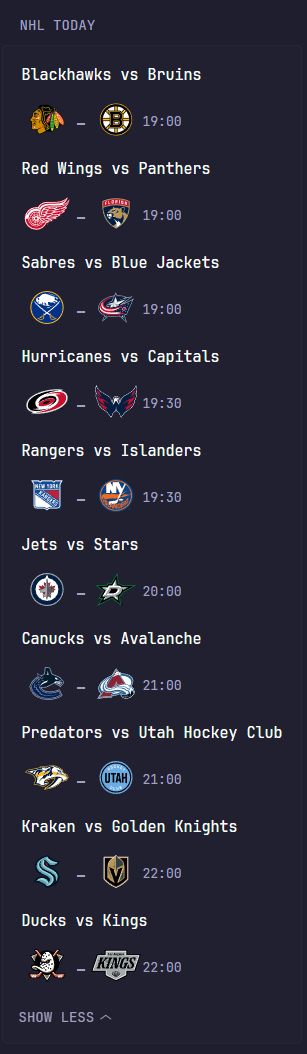 NHL TODAY
Blackhawks vs Bruins
– 19:00
Red Wings vs Panthers
FLORIDA
– 19:00
Sabres vs Blue Jackets
– 19:00
Hurricanes vs Capitals
– 19:30
Rangers vs Islanders
NEW YORK
RANGERS
– NY 19:30
Jets vs Stars
– D 20:00
Canucks vs Avalanche
– 21:00
Predators vs Utah Hockey Club
HOCKEY
– UTAH 21:00
CLUB
Kraken vs Golden Knights
– 22:00
Ducks vs Kings
– KINGS 22:00
SHOW LESS